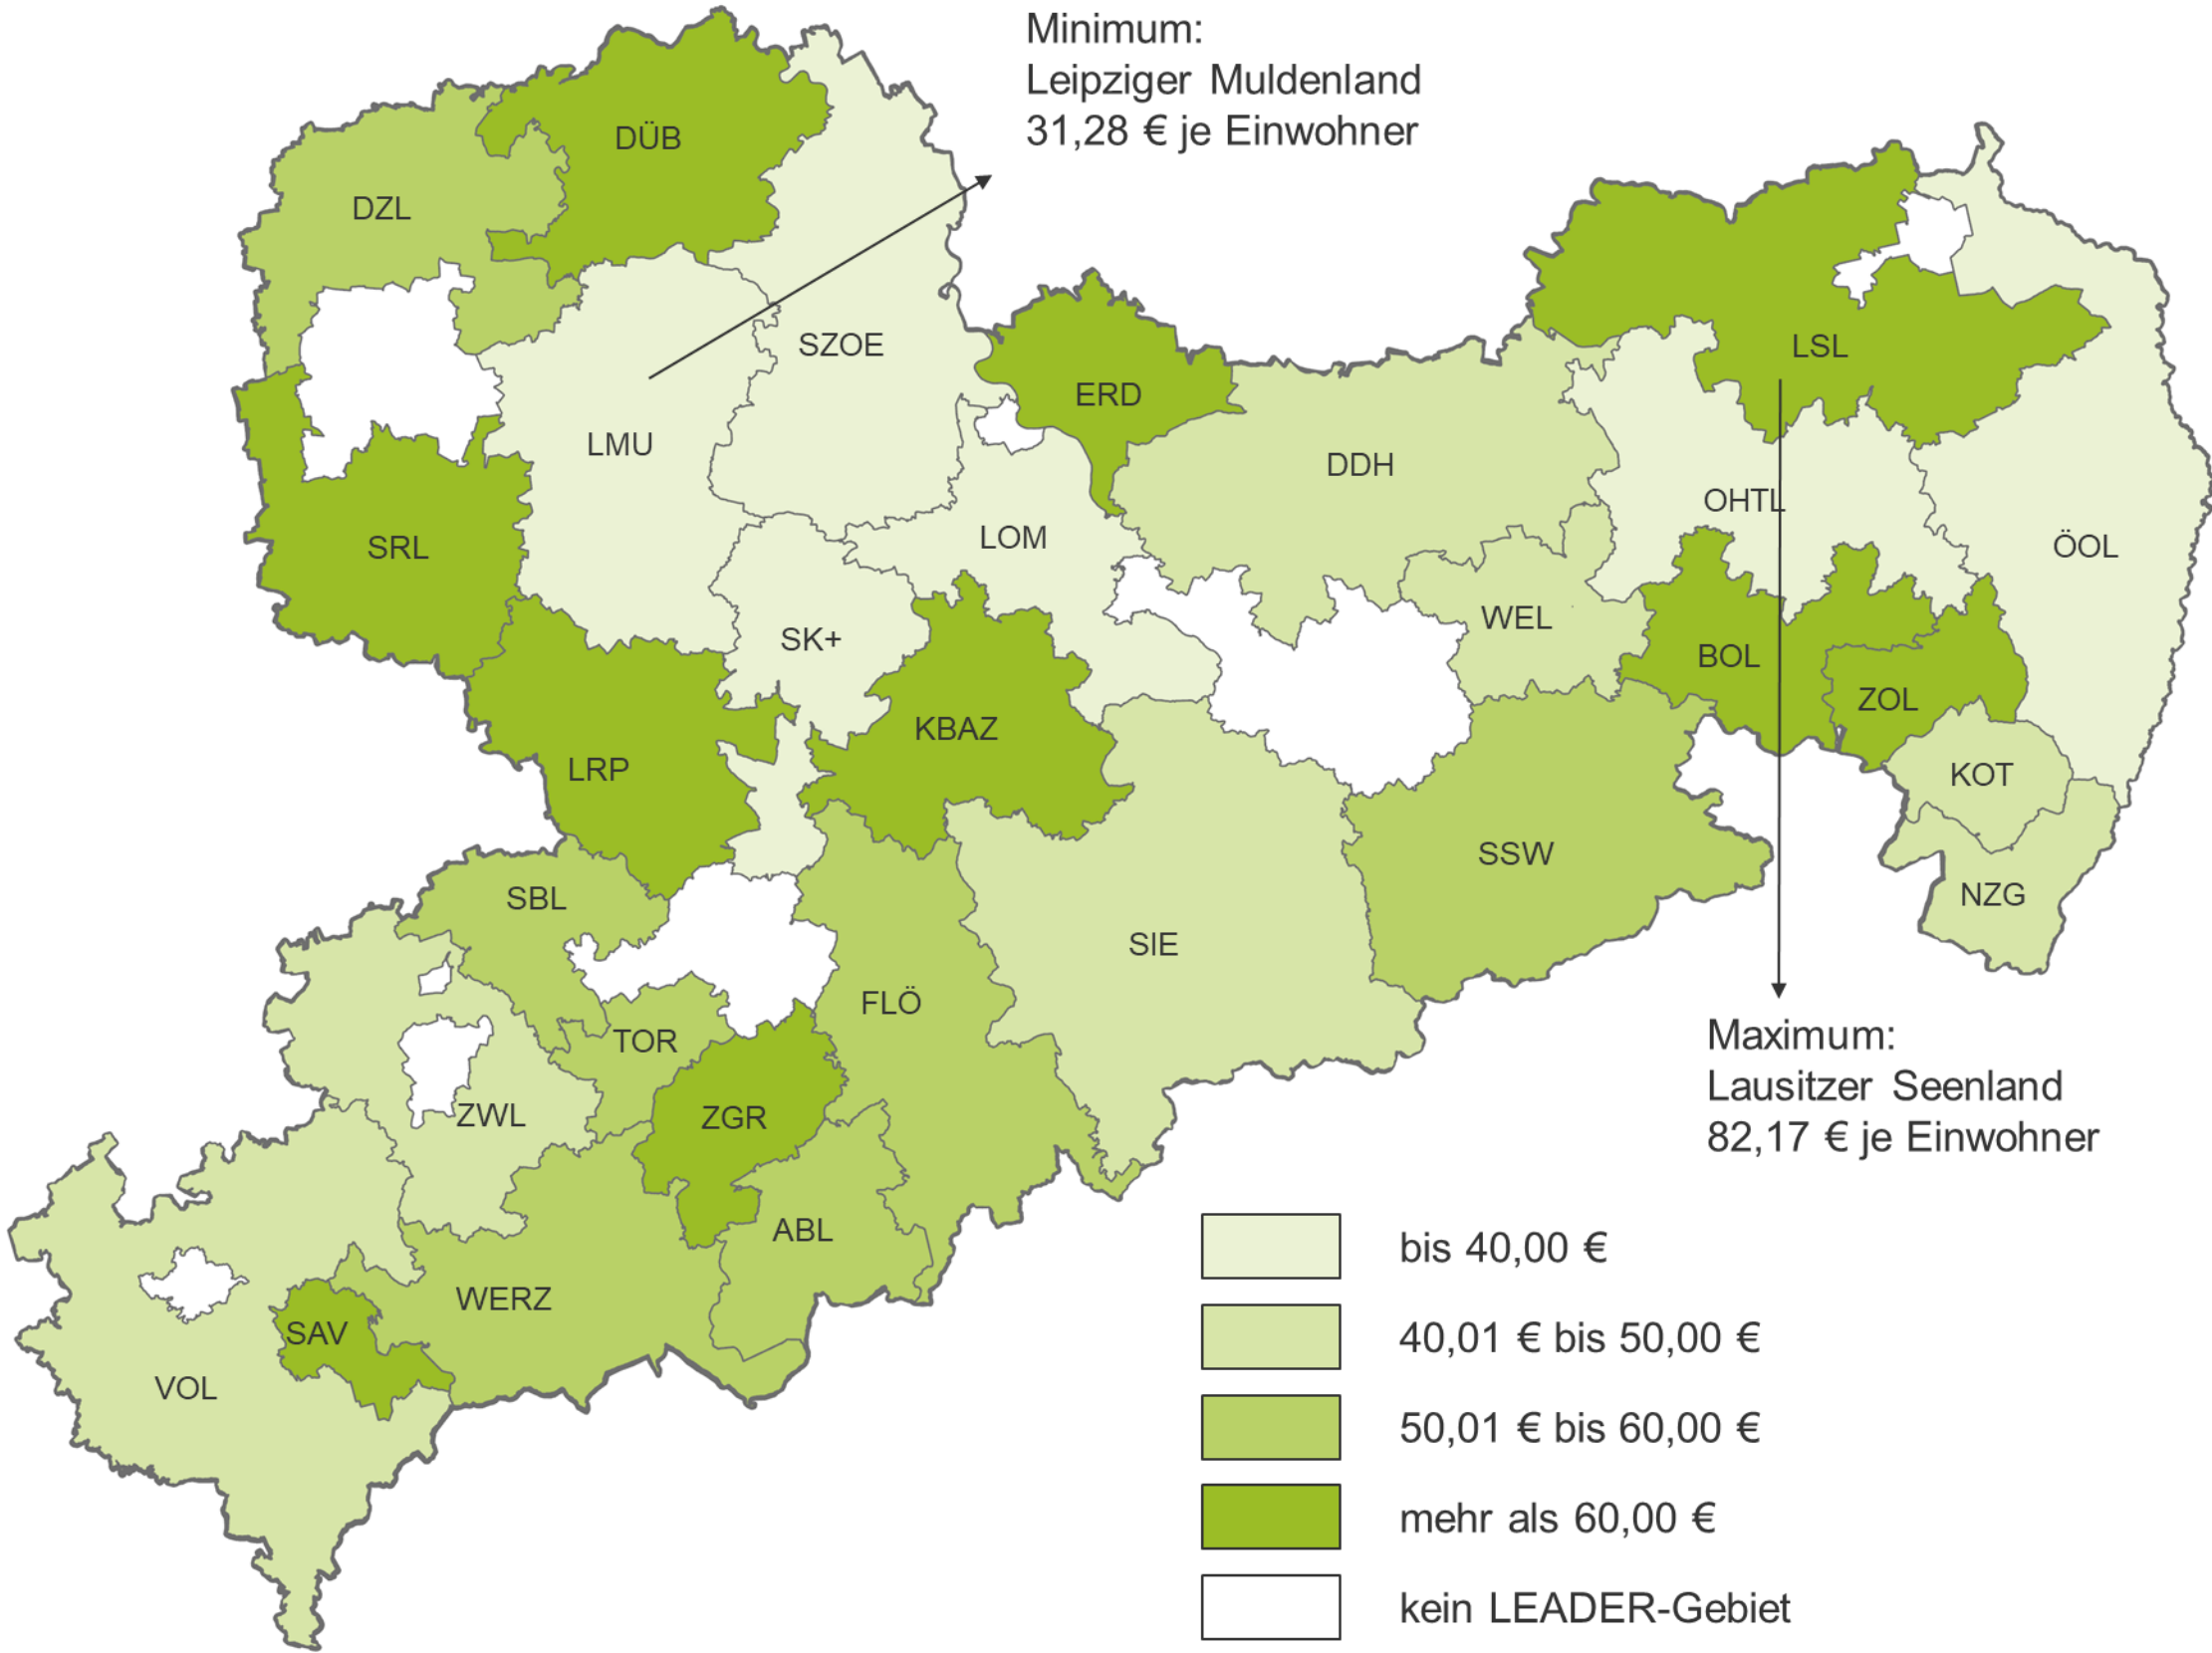 Minimum:
Leipziger Muldenland
31,28 € je Einwohner
DÜB
DZL
SZOE
LSL
ERD
LMU
DDH
OHTL
LOM
ÖOL
SRL
WEL
SK+
BOL
ZOL
KBAZ
LRP
KOT
SSW
NZG
SBL
SIE
FLÖ
TOR
Maximum:
Lausitzer Seenland
82,17 € je Einwohner
ZWL
ZGR
ABL
WERZ
SAV
VOL
bis 40,00 €
40,01 € bis 50,00 €
50,01 € bis 60,00 €
mehr als 60,00 €
kein LEADER-Gebiet